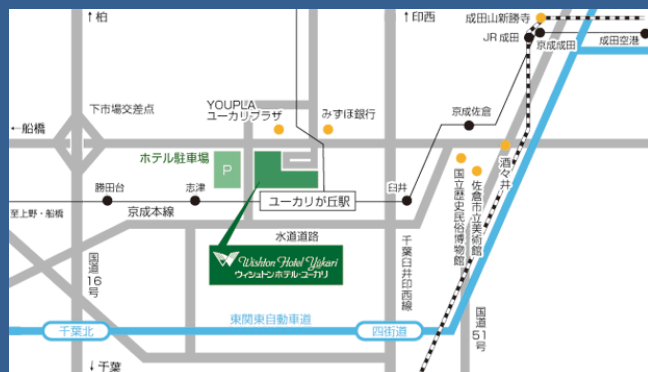 ↑柏
↑印西
成田山新勝寺
JR成田
京成成田
成田空港
下市場交差点
YOUPLA
ユーカリプラザ
みずほ銀行
京成佐倉
←船橋
ホテル駐車場
P
酒々井
勝田台
志津
ユーカリが丘駅
臼井
国立歴史民俗博物館
佐倉市立美術館
至上野・船橋
京成本線
水道道路
Wishton Hotel Yukari
ウィシュトンホテル・ユーカリ
千葉臼井印西線
国道16号
国道51号
千葉北
東関東自動車道
四街道
↓千葉